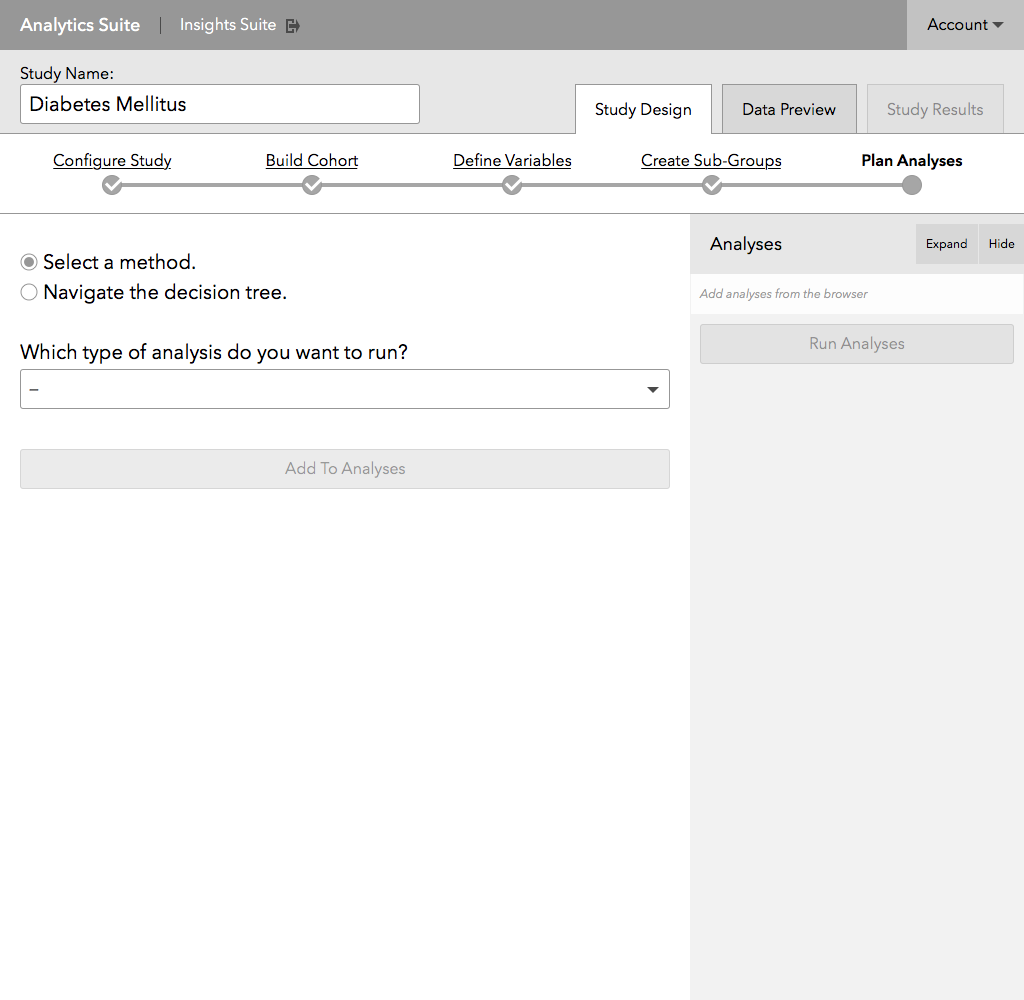 Analytics Suite | Insights Suite Account
Study Name:
Diabetes Mellitus
Study Design Data Preview Study Results
Configure Study Build Cohort Define Variables Create Sub-Groups Plan Analyses
Select a method.
Navigate the decision tree.
Which type of analysis do you want to run?
–
Add To Analyses
Analyses Expand Hide
Add analyses from the browser
Run Analyses